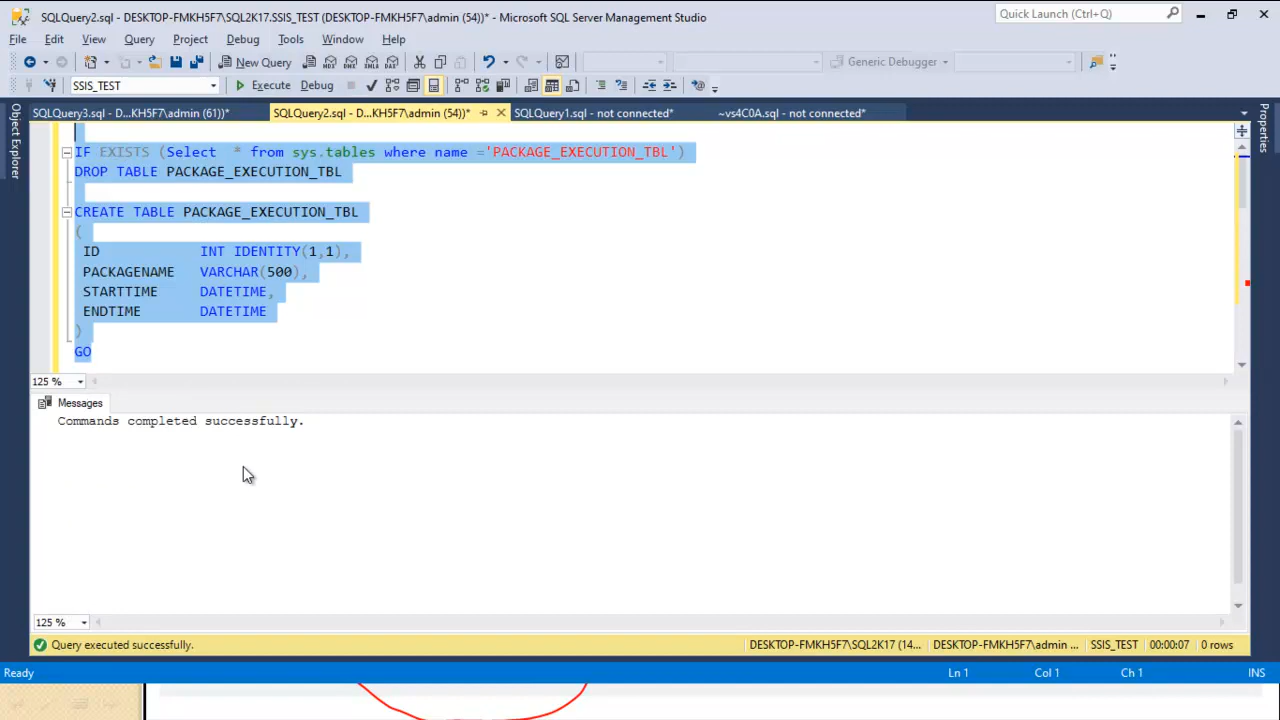 SQLQuery2.sql - DESKTOP-FMKH5F7\SQL2K17.SSIS_TEST (DESKTOP-FMKH5F7\admin (54))* - Microsoft SQL Server Management Studio
Quick Launch (Ctrl+Q)
File Edit View Query Project Debug Tools Window Help
New Query
Generic Debugger
SSIS_TEST
Execute Debug
Object Explorer
SQLQuery3.sql - D...KH5F7\admin (61))*
SQLQuery2.sql - D...KH5F7\admin (54))*
SQLQuery1.sql - not connected*
~vs4C0A.sql - not connected*
Properties
IF EXISTS (Select * from sys.tables where name ='PACKAGE_EXECUTION_TBL')
DROP TABLE PACKAGE_EXECUTION_TBL
CREATE TABLE PACKAGE_EXECUTION_TBL
(
ID INT IDENTITY(1,1),
PACKAGENAME VARCHAR(500),
STARTTIME DATETIME,
ENDTIME DATETIME
)
GO
125 %
Messages
Commands completed successfully.
125 %
Query executed successfully.
DESKTOP-FMKH5F7\SQL2K17 (14... DESKTOP-FMKH5F7\admin ... SSIS_TEST 00:00:07 0 rows
Ready Ln 1 Col 1 Ch 1 INS